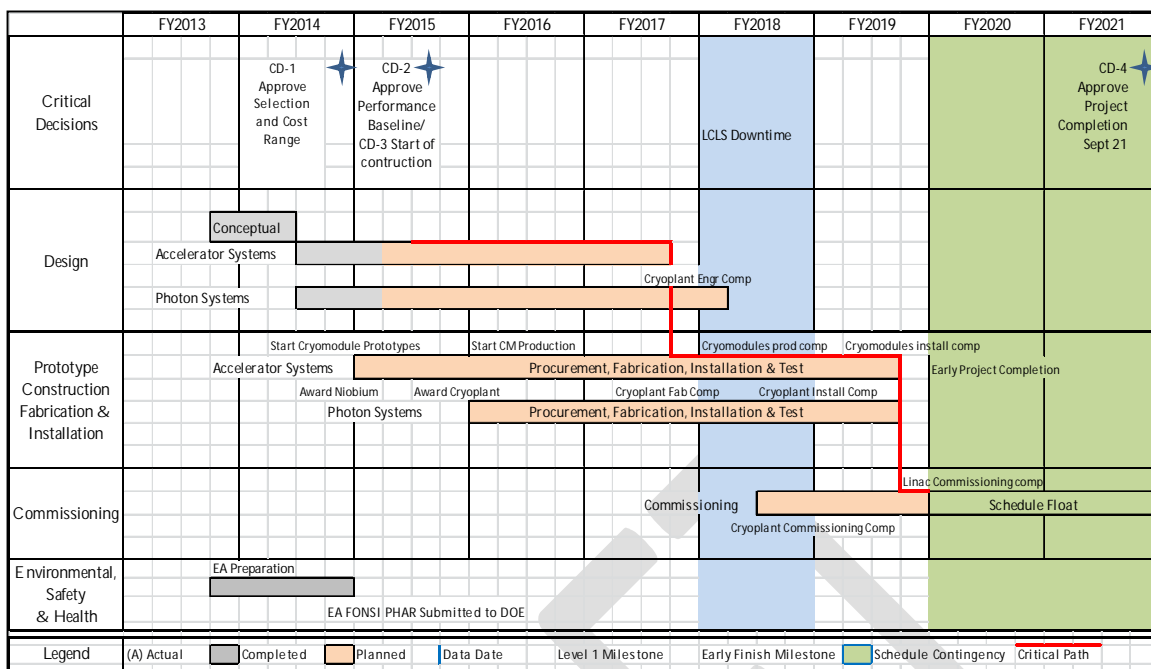 FY2013 FY2014 FY2015 FY2016 FY2017 FY2018 FY2019 FY2020 FY2021
Critical
Decisions
CD-1
Approve
Selection
and Cost
Range
CD-2
Approve
Performance
Baseline/
CD-3 Start of
contruction
LCLS Downtime
CD-4
Approve
Project
Completion
Sept 21
Design
Conceptual
Accelerator Systems
Cryoplant Engr Comp
Photon Systems
Prototype
Construction
Fabrication &
Installation
Start Cryomodule Prototypes Start CM Production Cryomodules prod comp Cryomodules install comp
Accelerator Systems Procurement, Fabrication, Installation & Test Early Project Completion
Award Niobium Award Cryoplant Cryoplant Fab Comp Cryoplant Install Comp
Photon Systems Procurement, Fabrication, Installation & Test
Commissioning
Linac Commissioning comp
Commissioning Schedule Float
Cryoplant Commissioning Comp
Environmental,
Safety
& Health
EA Preparation
EA FONSI PHAR Submitted to DOE
Legend (A) Actual Completed Planned Data Date Level 1 Milestone Early Finish Milestone Schedule Contingency Critical Path